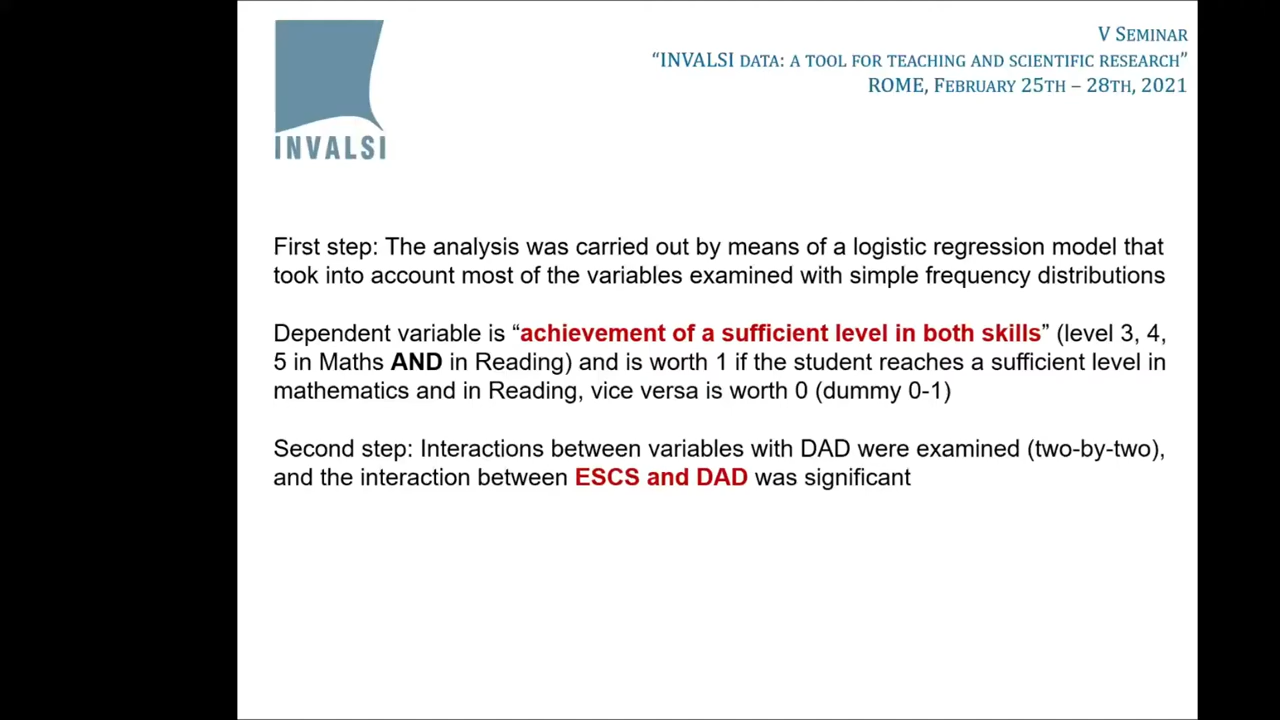 V SEMINAR
“INVALSI DATA: A TOOL FOR TEACHING AND SCIENTIFIC RESEARCH”
ROME, FEBRUARY 25TH – 28TH, 2021
INVALSI
First step: The analysis was carried out by means of a logistic regression model that
took into account most of the variables examined with simple frequency distributions
Dependent variable is “achievement of a sufficient level in both skills” (level 3, 4,
5 in Maths AND in Reading) and is worth 1 if the student reaches a sufficient level in
mathematics and in Reading, vice versa is worth 0 (dummy 0-1)
Second step: Interactions between variables with DAD were examined (two-by-two),
and the interaction between ESCS and DAD was significant